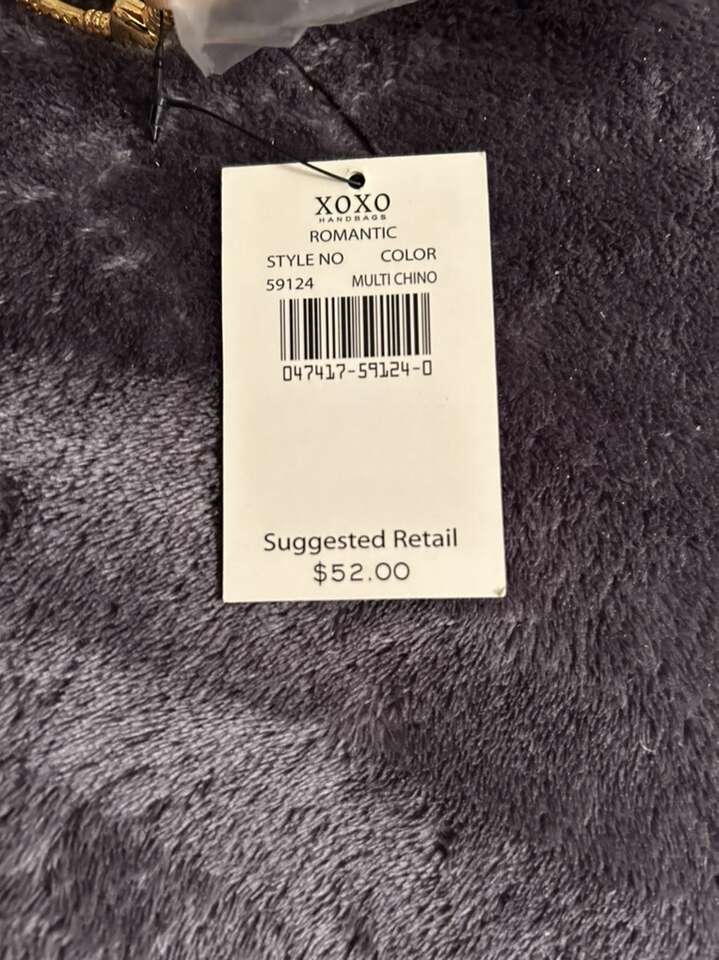 XOXO
HANDBAGS
ROMANTIC
STYLE NO COLOR
59124 MULTI CHINO
047417-59124-0
Suggested Retail
$52.00